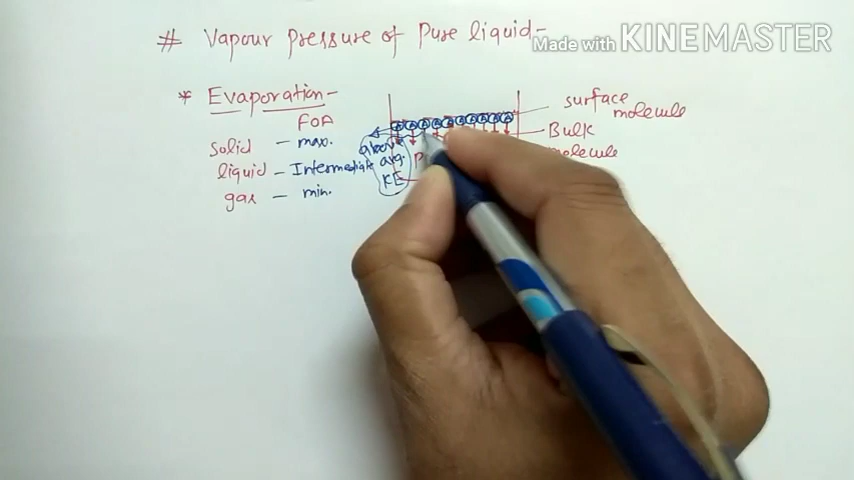 # Vapour pressure of Pure liquid-
Made with KINEMASTER
* Evaporation-
FOA
solid - max.
liquid - Intermediate
gas - min.
above
avg.
KE
P
A A A A A A A A A A
surface
molecule
Bulk
molecule